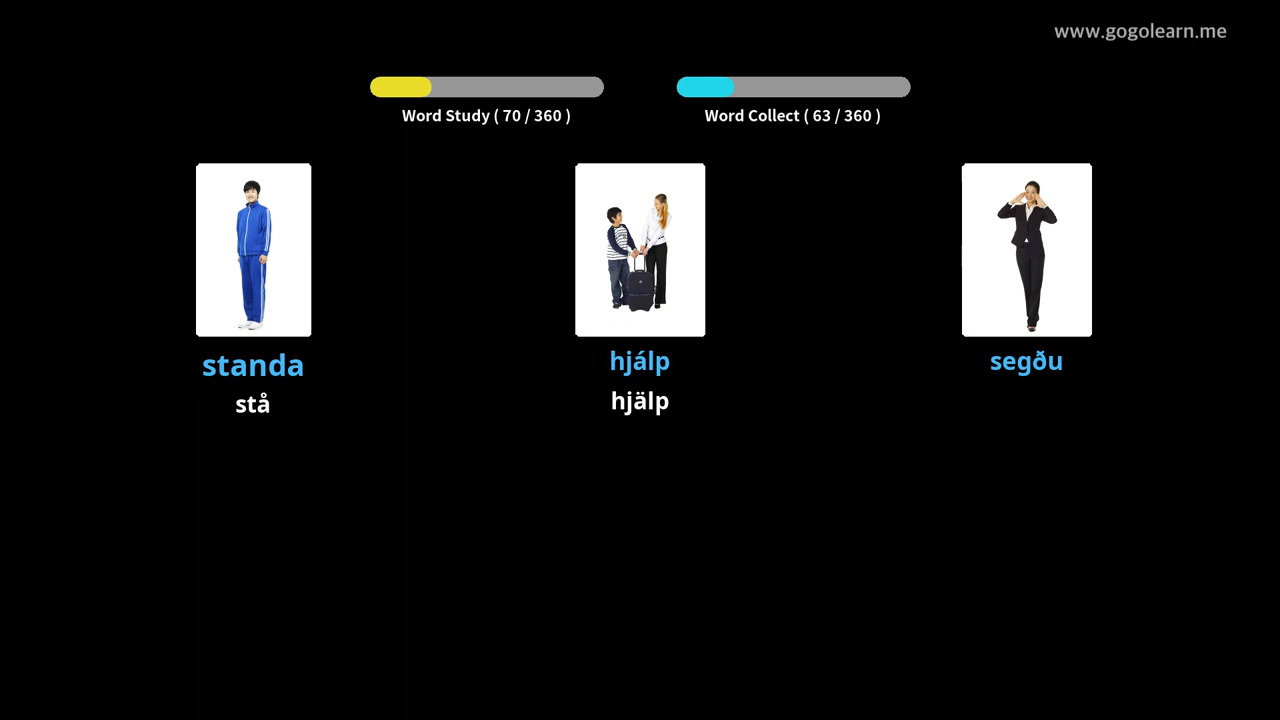 www.gogolearn.me
Word Study ( 70 / 360 )
Word Collect ( 63 / 360 )
standa
stå
hjálp
hjälp
segðu